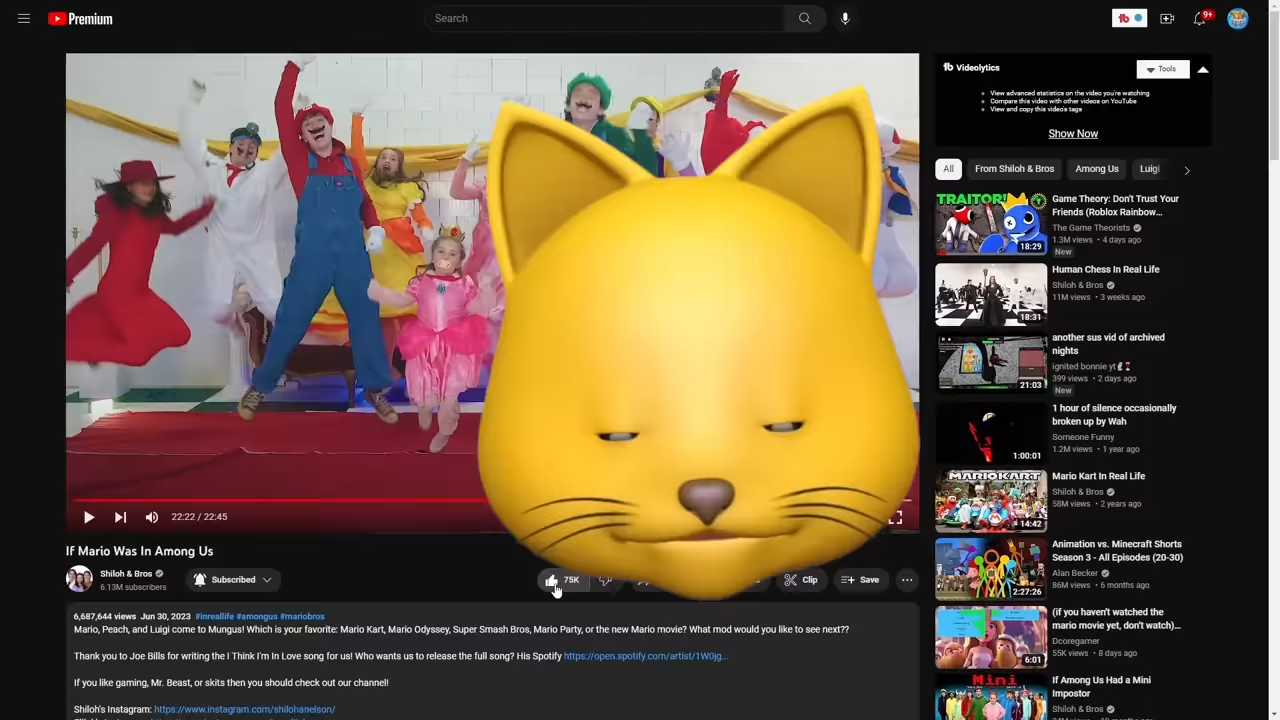 Premium
Search
9+
22:22 / 22:45
If Mario Was In Among Us
Shiloh & Bros
6.13M subscribers
Subscribed
75K
Clip
Save
6,687,644 views Jun 30, 2023 #inreallife #amongus #mariobros
Mario, Peach, and Luigi come to Mungus! Which is your favorite: Mario Kart, Mario Odyssey, Super Smash Bros, Mario Party, or the new Mario movie? What mod would you like to see next??
Thank you to Joe Bills for writing the I Think I'm In Love song for us! Who wants us to release the full song? His Spotify https://open.spotify.com/artist/1W0jg...
If you like gaming, Mr. Beast, or skits then you should check out our channel!
Shiloh's Instagram: https://www.instagram.com/shilohanelson/
tb Videolytics
Tools
View advanced statistics on the video you're watching
Compare this video with other videos on YouTube
View and copy this video's tags
Show Now
All
From Shiloh & Bros
Among Us
Luigi
TRAITOR!
18:29
Game Theory: Don't Trust Your
Friends (Roblox Rainbow...
The Game Theorists
1.3M views • 4 days ago
New
18:31
Human Chess In Real Life
Shiloh & Bros
11M views • 3 weeks ago
21:03
another sus vid of archived
nights
ignited bonnie yt
399 views • 2 days ago
New
1:00:01
1 hour of silence occasionally
broken up by Wah
Someone Funny
1.2M views • 1 year ago
MARIOKART
14:42
Mario Kart In Real Life
Shiloh & Bros
58M views • 2 years ago
2:27:26
Animation vs. Minecraft Shorts
Season 3 - All Episodes (20-30)
Alan Becker
86M views • 6 months ago
6:01
(if you haven't watched the
mario movie yet, don't watch)...
Dcoregamer
55K views • 8 days ago
Mini
If Among Us Had a Mini
Impostor
Shiloh & Bros